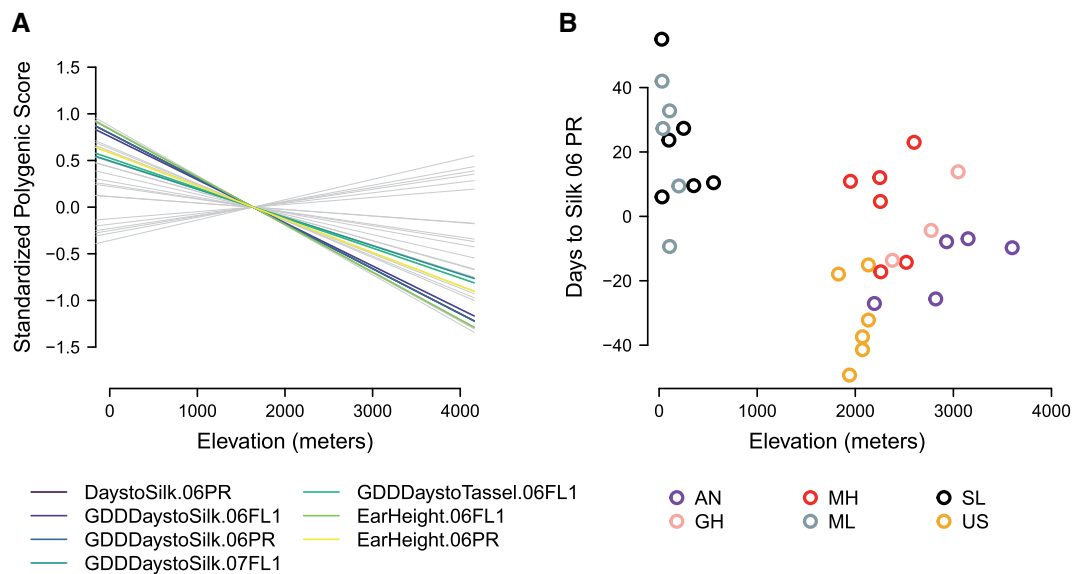 A
Standardized Polygenic Score
1.5
1.0
0.5
0.0
−0.5
−1.0
−1.5
0 1000 2000 3000 4000
Elevation (meters)
DaystoSilk.06PR
GDDDaystoSilk.06FL1
GDDDaystoSilk.06PR
GDDDaystoSilk.07FL1
GDDDaystoTassel.06FL1
EarHeight.06FL1
EarHeight.06PR
B
Days to Silk 06 PR
40
20
0
−20
−40
0 1000 2000 3000 4000
Elevation (meters)
AN MH SL
GH ML US